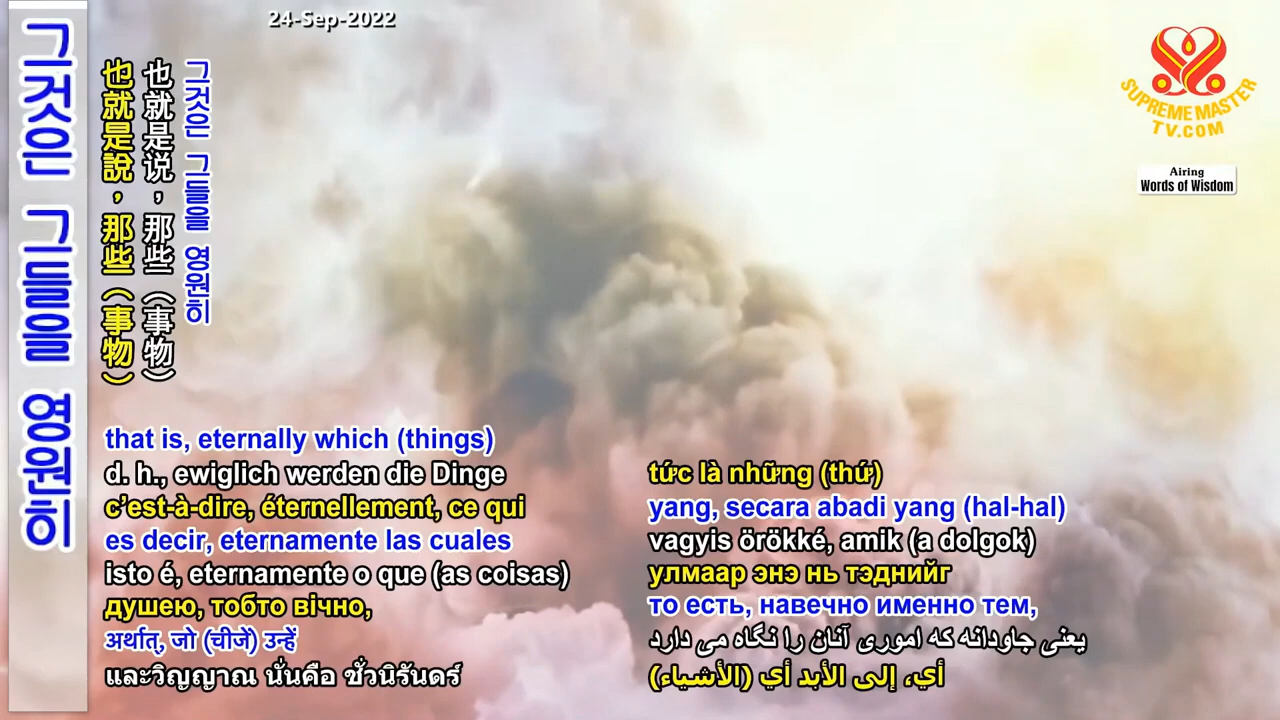 24-Sep-2022
그것은 그들을 영원히
也就是說，那些（事物）
也就是说，那些（事物）
그것은 그들을 영원히
SUPREME MASTER
TV.COM
Airing
Words of Wisdom
that is, eternally which (things)
d. h., ewiglich werden die Dinge
c’est-à-dire, éternellement, ce qui
es decir, eternamente las cuales
isto é, eternamente o que (as coisas)
душею, тобто вічно,
अर्थात्, जो (चीजें) उन्हें
และวิญญาณ นั่นคือ ชั่วนิรันดร์
tức là những (thứ)
yang, secara abadi yang (hal-hal)
vagyis örökké, amik (a dolgok)
улмаар энэ нь тэднийг
то есть, навечно именно тем,
یعنی جاودانه که اموری آنان را نگاه می دارد
أي، إلى الأبد أي (الأشياء)